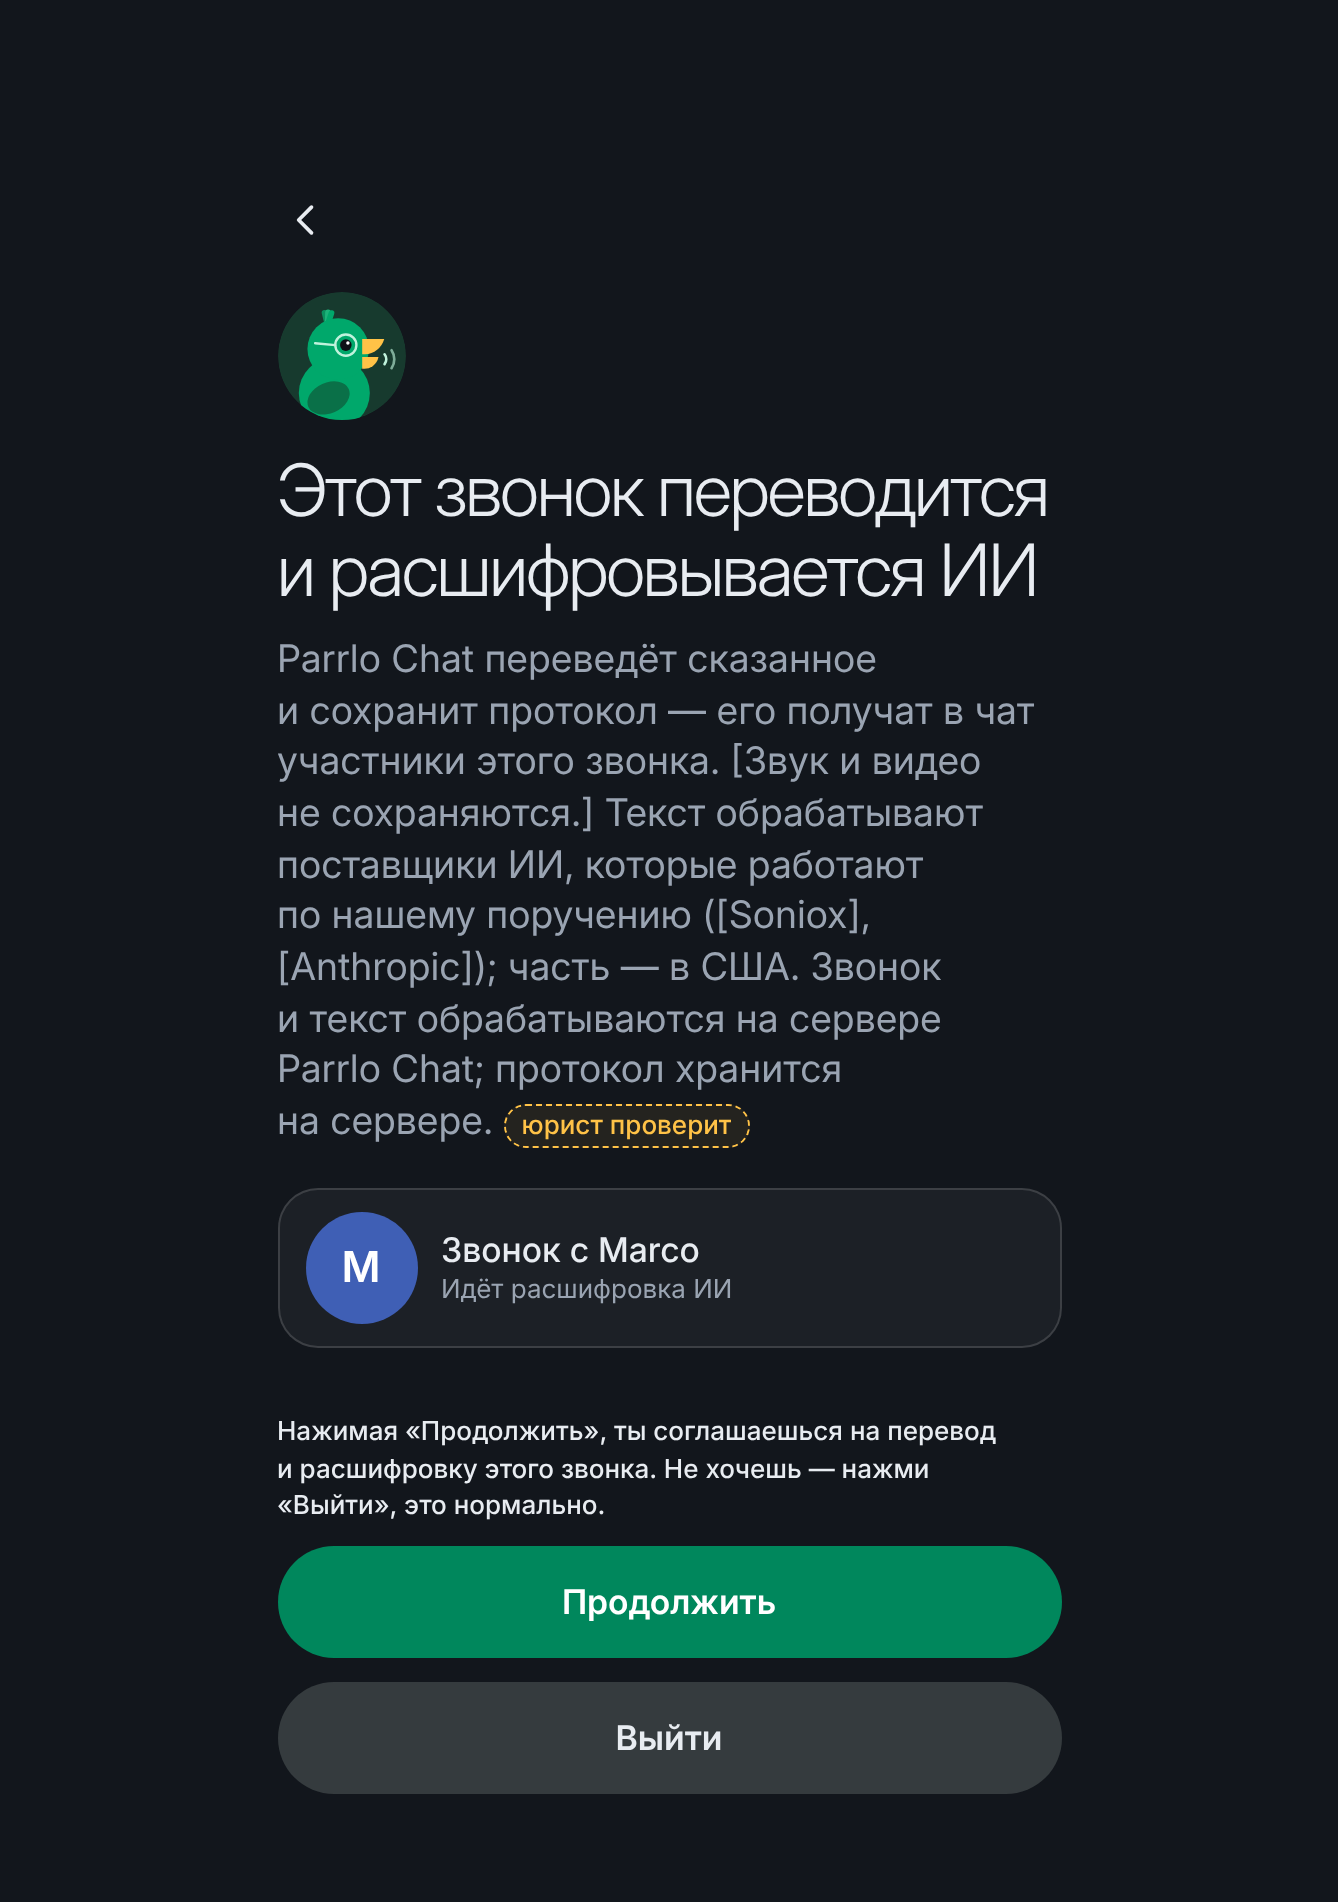 Этот звонок переводится
и расшифровывается ИИ
Parrlo Chat переведёт сказанное
и сохранит протокол — его получат в чат
участники этого звонка. [Звук и видео
не сохраняются.] Текст обрабатывают
поставщики ИИ, которые работают
по нашему поручению ([Soniox],
[Anthropic]); часть — в США. Звонок
и текст обрабатываются на сервере
Parrlo Chat; протокол хранится
на сервере. юрист проверит
M
Звонок с Marco
Идёт расшифровка ИИ
Нажимая «Продолжить», ты соглашаешься на перевод
и расшифровку этого звонка. Не хочешь — нажми
«Выйти», это нормально.
Продолжить
Выйти